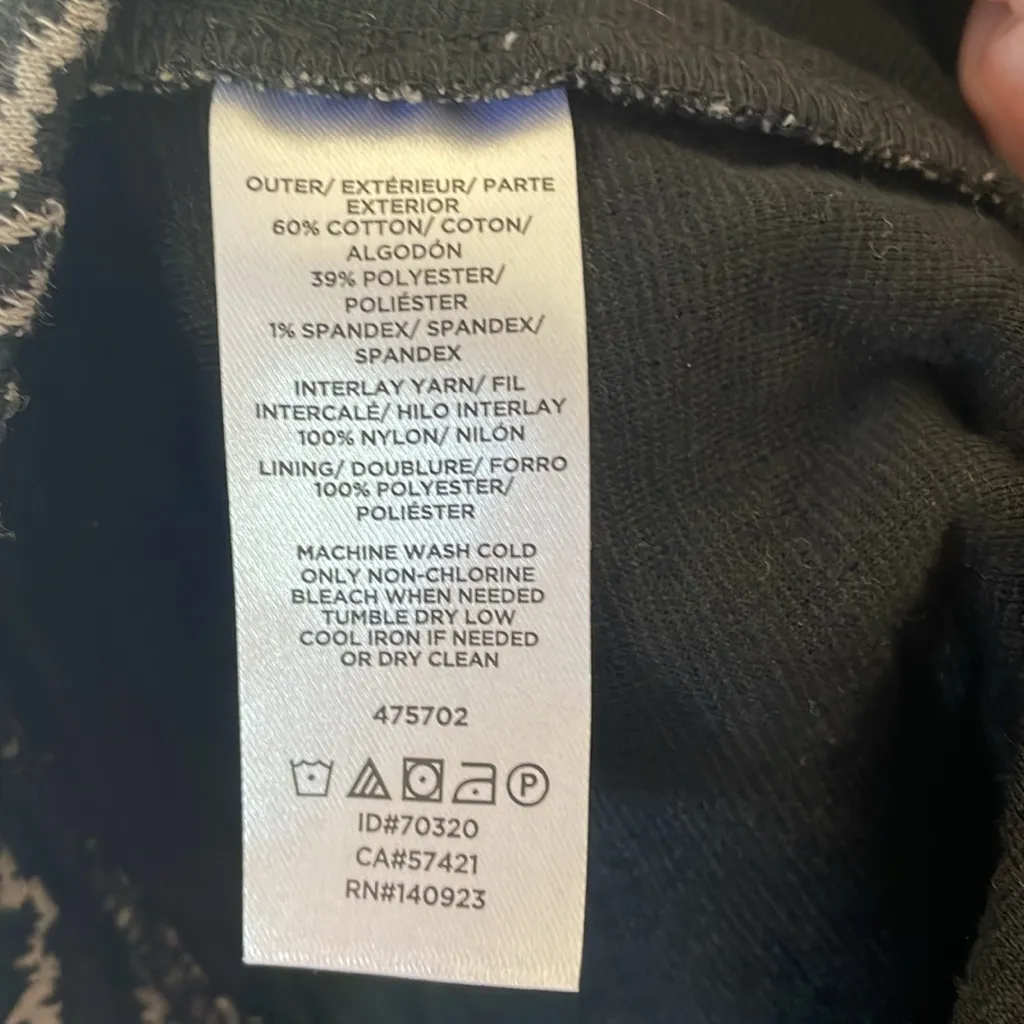 OUTER/ EXTÉRIEUR/ PARTE
EXTERIOR
60% COTTON/ COTON/
ALGODÓN
39% POLYESTER/
POLIÉSTER
1% SPANDEX/ SPANDEX/
SPANDEX
INTERLAY YARN/ FIL
INTERCALÉ/ HILO INTERLAY
100% NYLON/ NILÓN
LINING/ DOUBLURE/ FORRO
100% POLYESTER/
POLIÉSTER
MACHINE WASH COLD
ONLY NON-CHLORINE
BLEACH WHEN NEEDED
TUMBLE DRY LOW
COOL IRON IF NEEDED
OR DRY CLEAN
475702
P
ID#70320
CA#57421
RN#140923